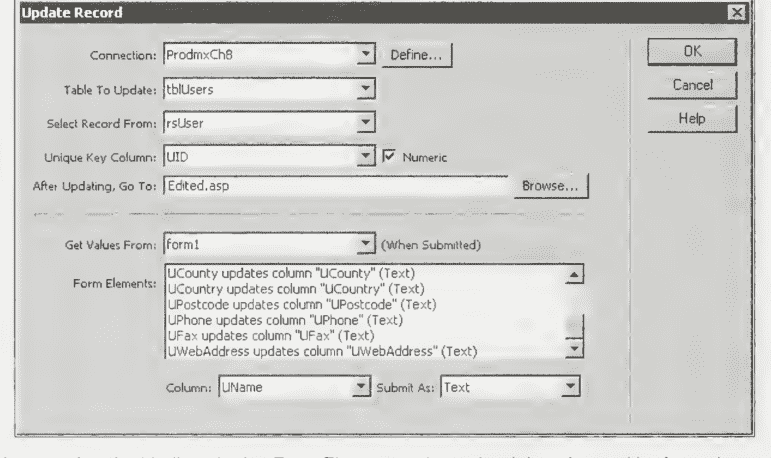 Update Record
Connection: ProdmxCh8 Define...
Table To Update: tblUsers
Select Record From: rsUser
Unique Key Column: UID Numeric
After Updating, Go To: Edited.asp Browse...
Get Values From: form1 (When Submitted)
Form Elements: UCounty updates column "UCounty" (Text)
UCountry updates column "UCountry" (Text)
UPostcode updates column "UPostcode" (Text)
UPhone updates column "UPhone" (Text)
UFax updates column "UFax" (Text)
UWebAddress updates column "UWebAddress" (Text)
Column: UName Submit As: Text
OK
Cancel
Help